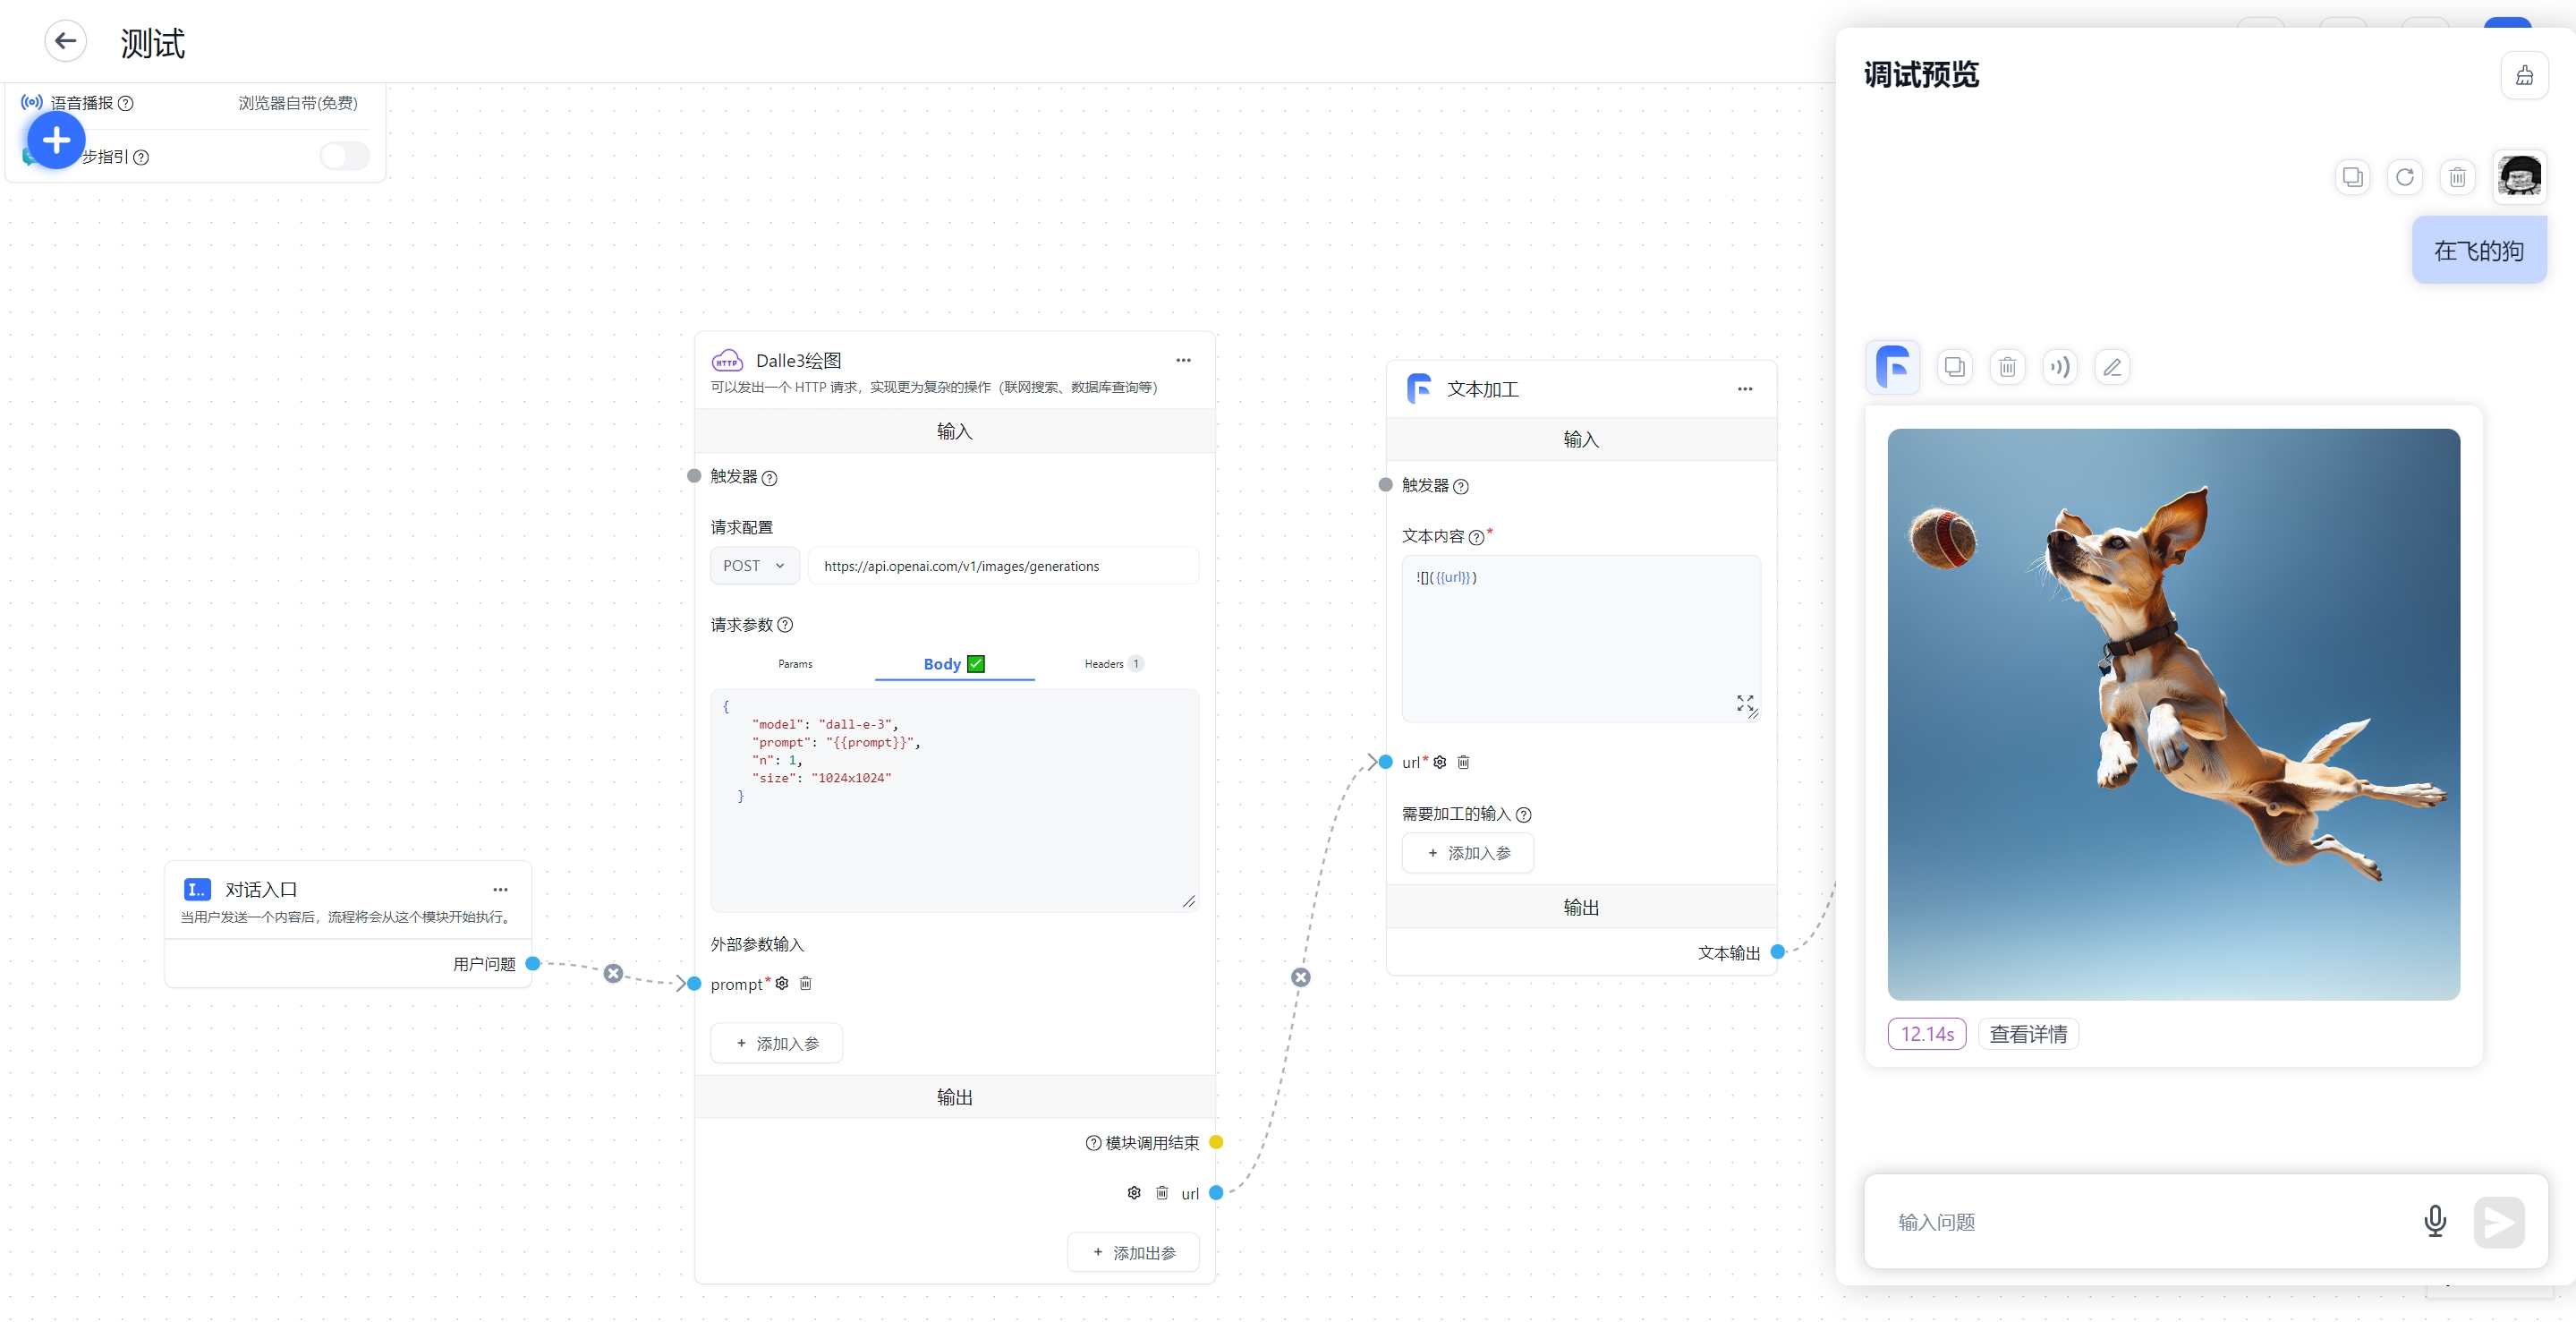 测试
语音播报
浏览器自带(免费)
步指引
对话入口
当用户发送一个内容后，流程将会从这个模块开始执行。
用户问题
HTTP
Dalle3绘图
可以发出一个 HTTP 请求，实现更为复杂的操作（联网搜索、数据库查询等）
输入
触发器
请求配置
POST
https://api.openai.com/v1/images/generations
请求参数
Params
Body ✅
Headers 1
{
"model": "dall-e-3",
"prompt": "{{prompt}}",
"n": 1,
"size": "1024x1024"
}
外部参数输入
prompt*
+ 添加入参
输出
模块调用结束
url
+ 添加出参
文本加工
输入
触发器
文本内容*
![]({{url}})
url*
需要加工的输入
+ 添加入参
输出
文本输出
调试预览
在飞的狗
12.14s
查看详情
输入问题